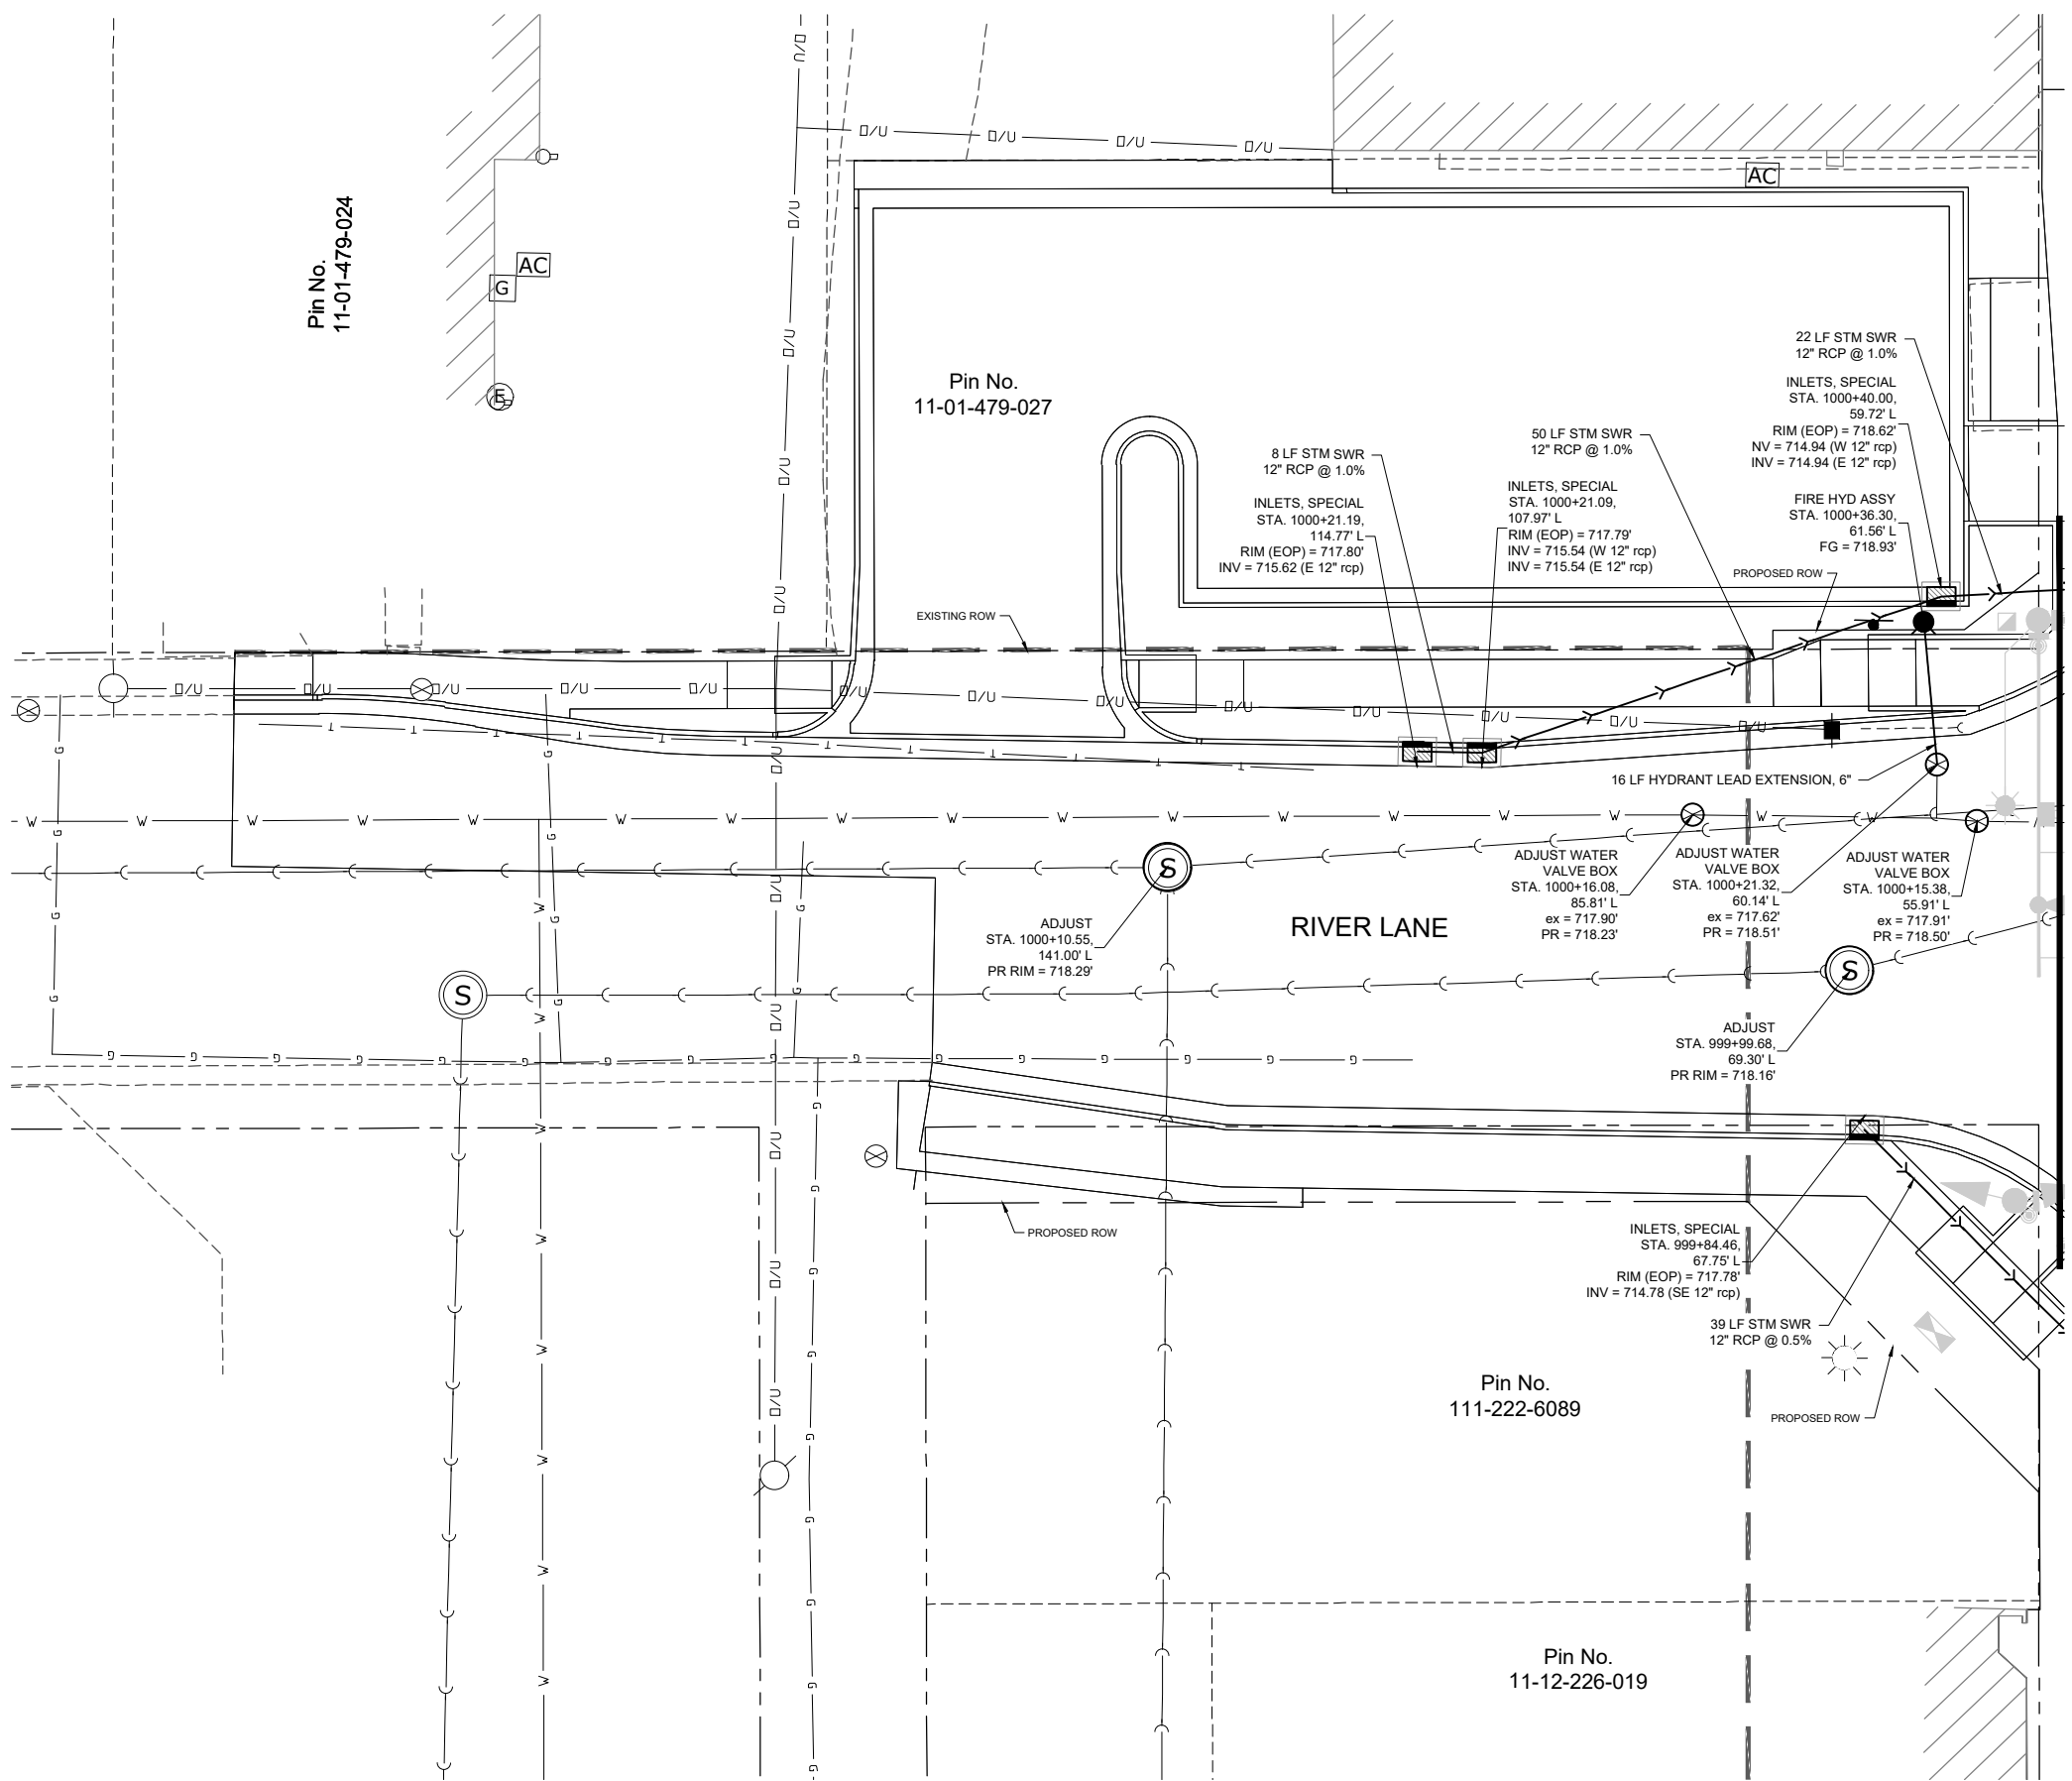 Pin No.
11-01-479-024
AC
G
E
AC
Pin No.
11-01-479-027
22 LF STM SWR
12" RCP @ 1.0%
INLETS, SPECIAL
STA. 1000+40.00,
59.72' L
RIM (EOP) = 718.62'
NV = 714.94 (W 12" rcp)
INV = 714.94 (E 12" rcp)
50 LF STM SWR
12" RCP @ 1.0%
8 LF STM SWR
12" RCP @ 1.0%
INLETS, SPECIAL
STA. 1000+21.19,
114.77' L
RIM (EOP) = 717.80'
INV = 715.62 (E 12" rcp)
INLETS, SPECIAL
STA. 1000+21.09,
107.97' L
RIM (EOP) = 717.79'
INV = 715.54 (W 12" rcp)
INV = 715.54 (E 12" rcp)
FIRE HYD ASSY
STA. 1000+36.30,
61.56' L
FG = 718.93'
PROPOSED ROW
EXISTING ROW
16 LF HYDRANT LEAD EXTENSION, 6"
ADJUST WATER
VALVE BOX
STA. 1000+16.08,
85.81' L
ex = 717.90'
PR = 718.23'
ADJUST WATER
VALVE BOX
STA. 1000+21.32,
60.14' L
ex = 717.62'
PR = 718.51'
ADJUST WATER
VALVE BOX
STA. 1000+15.38,
55.91' L
ex = 717.91'
PR = 718.50'
S
ADJUST
STA. 1000+10.55,
141.00' L
PR RIM = 718.29'
RIVER LANE
S
S
ADJUST
STA. 999+99.68,
69.30' L
PR RIM = 718.16'
PROPOSED ROW
INLETS, SPECIAL
STA. 999+84.46,
67.75' L
RIM (EOP) = 717.78'
INV = 714.78 (SE 12" rcp)
39 LF STM SWR
12" RCP @ 0.5%
PROPOSED ROW
Pin No.
111-222-6089
Pin No.
11-12-226-019